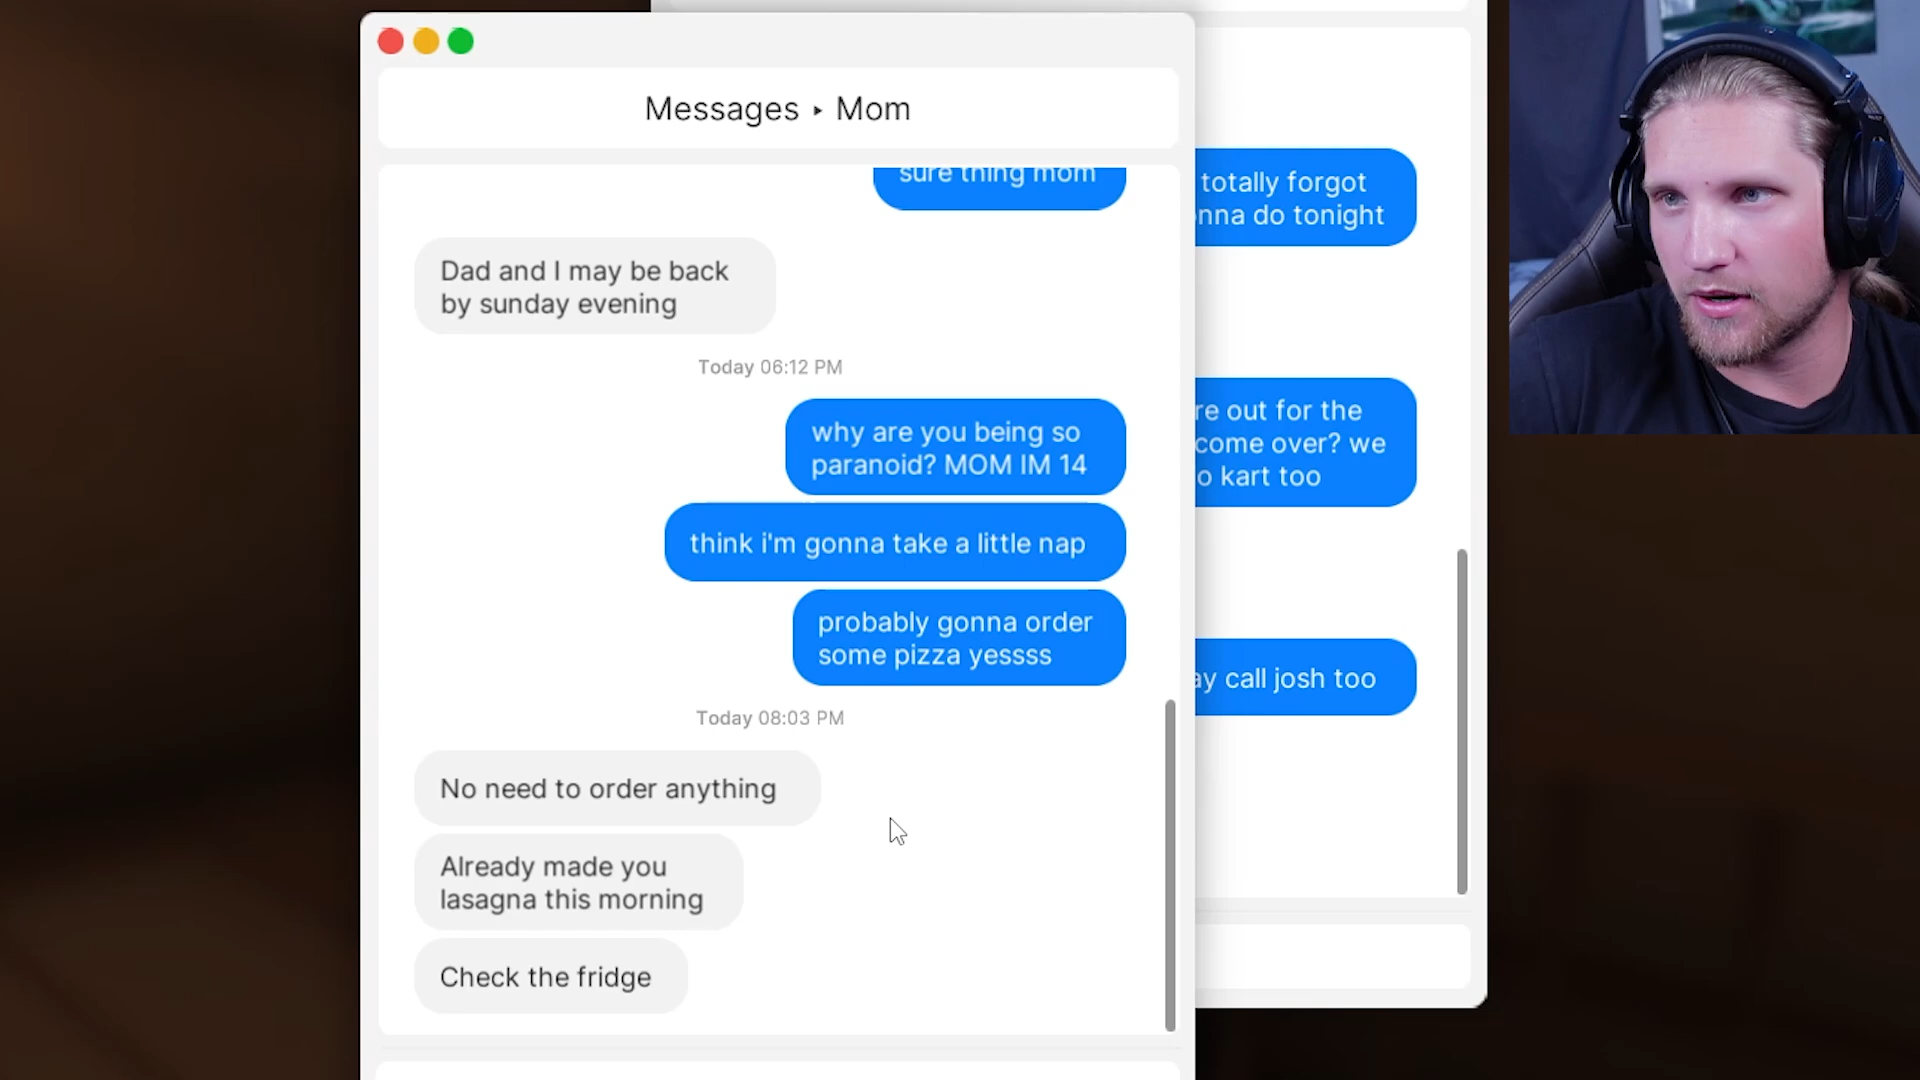 Messages ▸ Mom
sure thing mom
Dad and I may be back
by sunday evening
Today 06:12 PM
why are you being so
paranoid? MOM IM 14
think i'm gonna take a little nap
probably gonna order
some pizza yessss
Today 08:03 PM
No need to order anything
Already made you
lasagna this morning
Check the fridge
totally forgot
nna do tonight
re out for the
come over? we
o kart too
ay call josh too